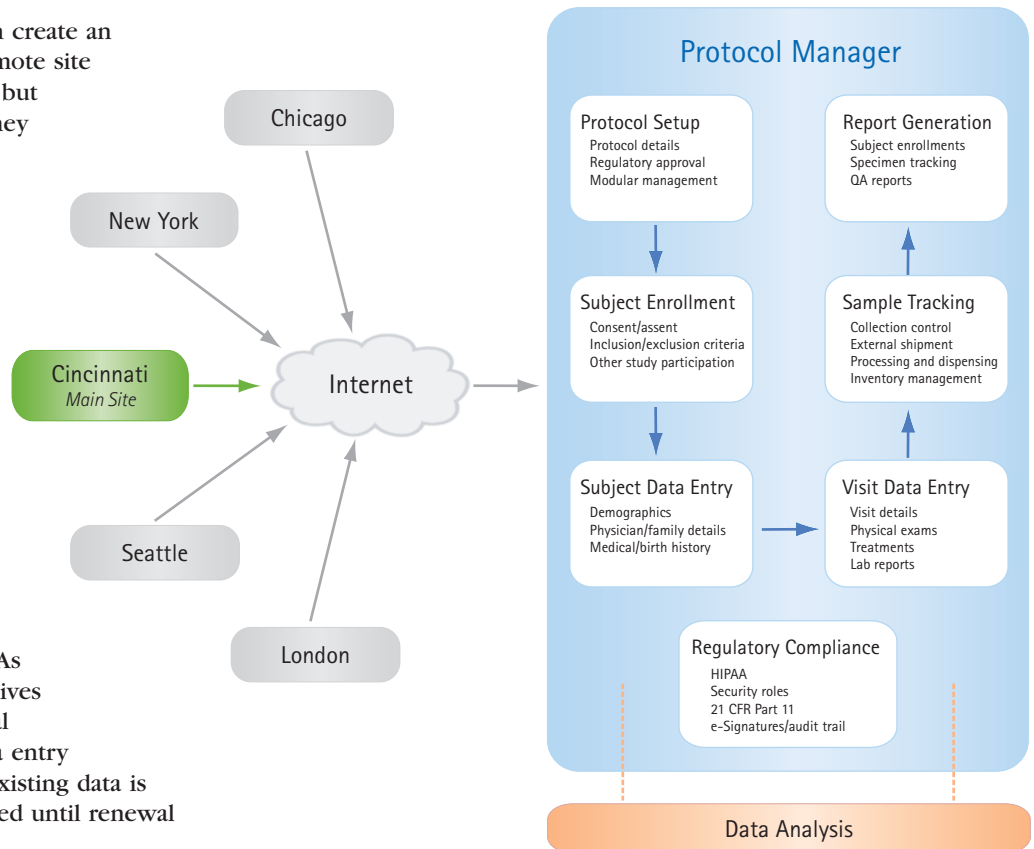 n create an
mote site
but
ney
Chicago
New York
Cincinnati
Main Site
Internet
Seattle
London
As
ives
al
a entry
xisting data is
ed until renewal
Protocol Manager
Protocol Setup
Protocol details
Regulatory approval
Modular management
Subject Enrollment
Consent/assent
Inclusion/exclusion criteria
Other study participation
Subject Data Entry
Demographics
Physician/family details
Medical/birth history
Visit Data Entry
Visit details
Physical exams
Treatments
Lab reports
Sample Tracking
Collection control
External shipment
Processing and dispensing
Inventory management
Report Generation
Subject enrollments
Specimen tracking
QA reports
Regulatory Compliance
HIPAA
Security roles
21 CFR Part 11
e-Signatures/audit trail
Data Analysis